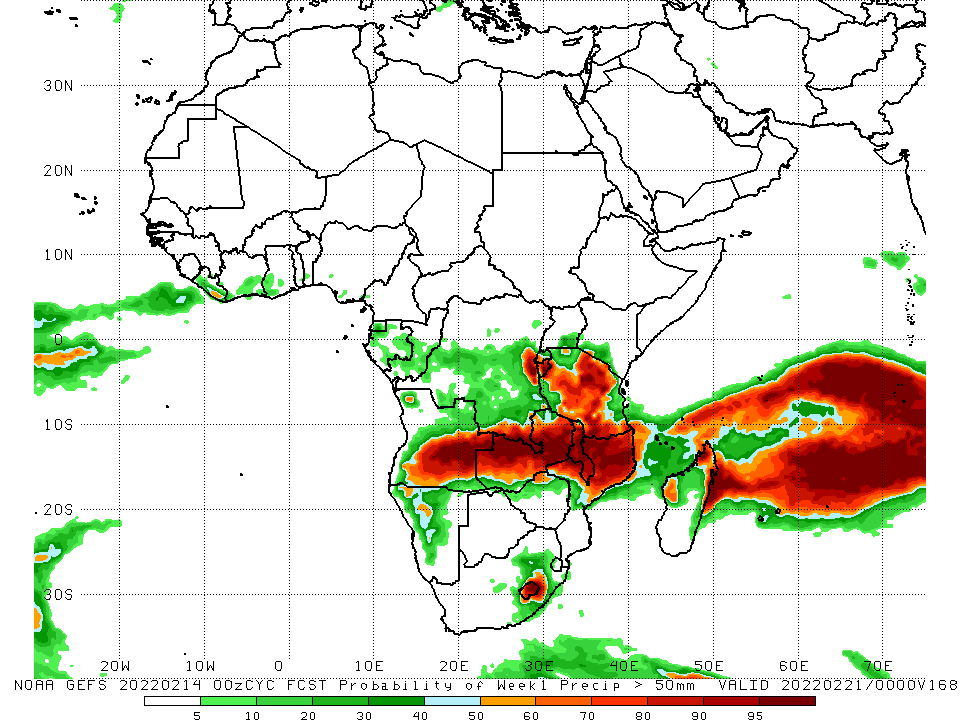 30N
20N
10N
0
10S
20S
30S
20W 10W 0 10E 20E 30E 40E 50E 60E 70E
NOAA GEFS 20220214 00zCYC FCST Probability of Week1 Precip > 50mm VALID 20220221/0000V168
5 10 20 30 40 50 60 70 80 90 95